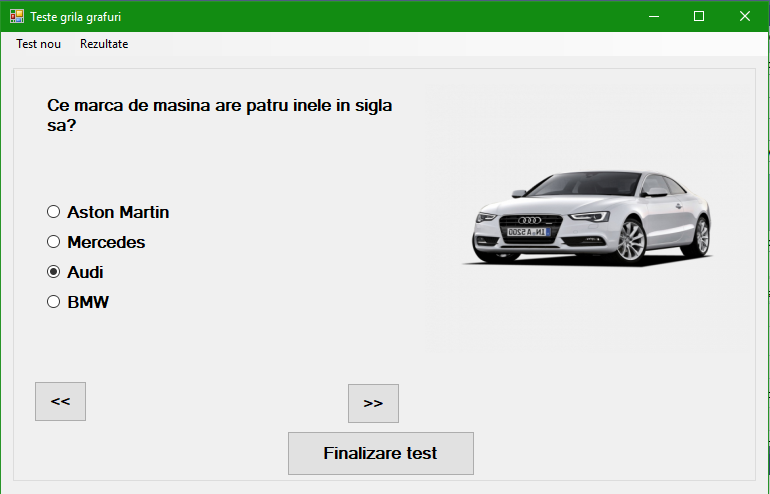 Teste grila grafuri
Test nou Rezultate
Ce marca de masina are patru inele in sigla
sa?
Aston Martin
Mercedes
Audi
BMW
<< >>
Finalizare test